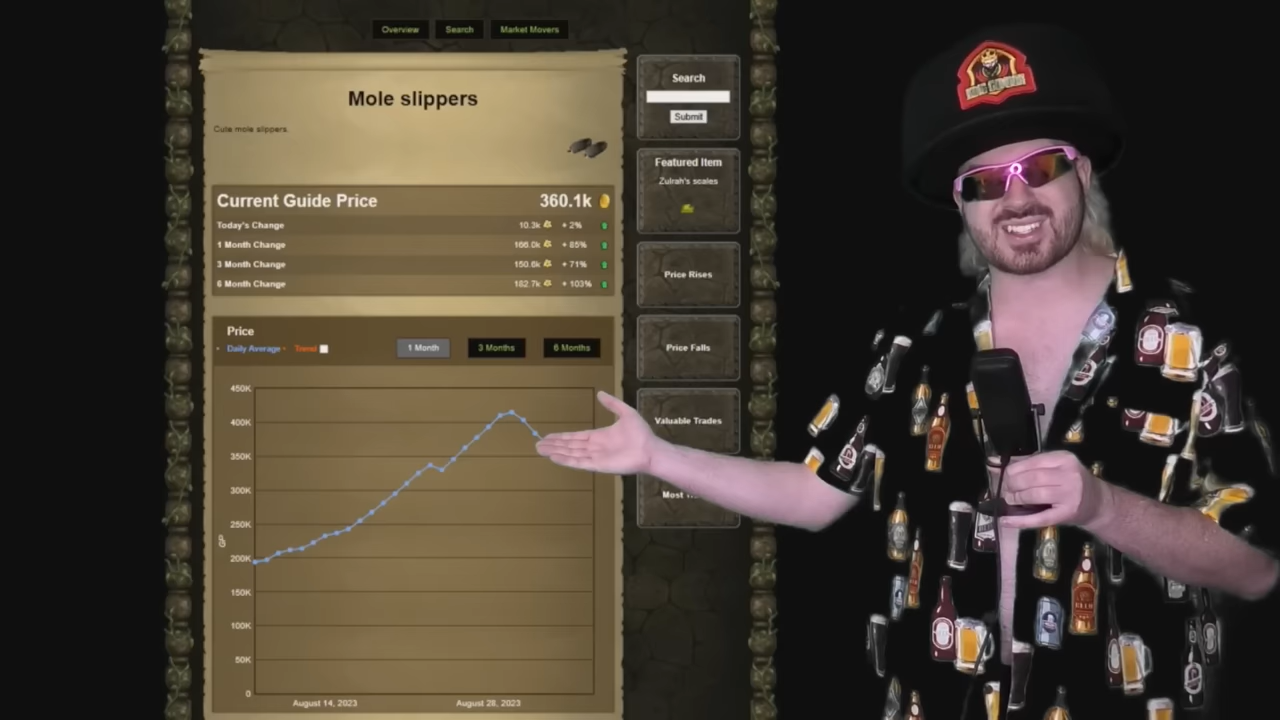 Overview
Search
Market Movers
Mole slippers
Cute mole slippers.
Current Guide Price 360.1k
Today's Change 10.3k + 2%
1 Month Change 166.0k + 85%
3 Month Change 150.6k + 71%
6 Month Change 182.7k + 103%
Price
Daily Average
Trend
1 Month
3 Months
6 Months
450K
400K
350K
300K
250K
200K
150K
100K
50K
0
GP
August 14, 2023
August 28, 2023
Search
Submit
Featured Item
Zulrah's scales
Price Rises
Price Falls
Valuable Trades
Most